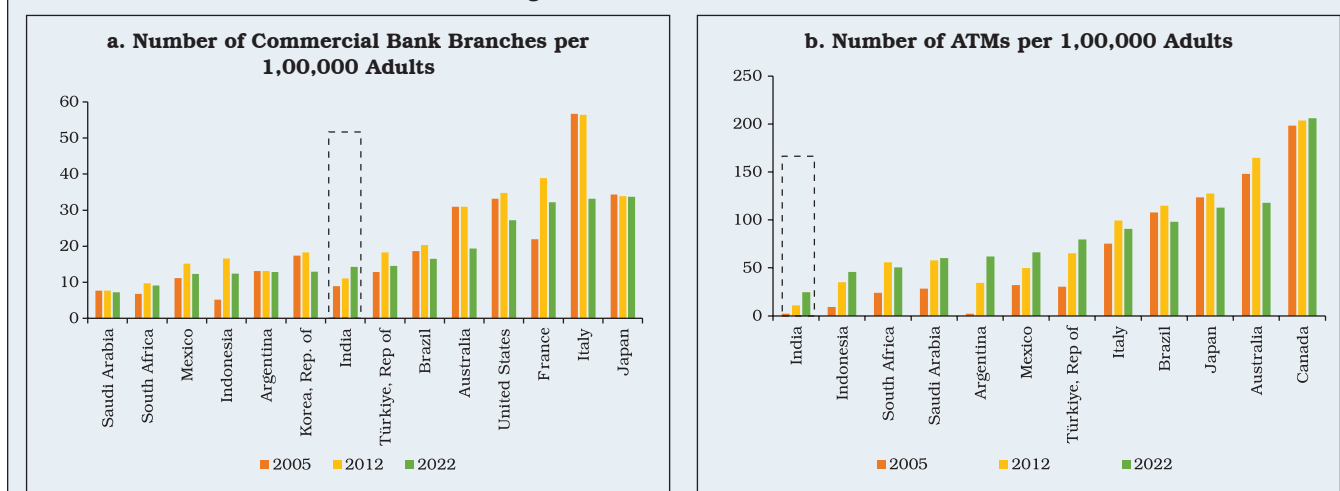 a. Number of Commercial Bank Branches per
1,00,000 Adults
60
50
40
30
20
10
0
Saudi Arabia
South Africa
Mexico
Indonesia
Argentina
Korea, Rep. of
India
Türkiye, Rep of
Brazil
Australia
United States
France
Italy
Japan
2005 2012 2022
b. Number of ATMs per 1,00,000 Adults
250
200
150
100
50
0
India
Indonesia
South Africa
Saudi Arabia
Argentina
Mexico
Türkiye, Rep of
Italy
Brazil
Japan
Australia
Canada
2005 2012 2022